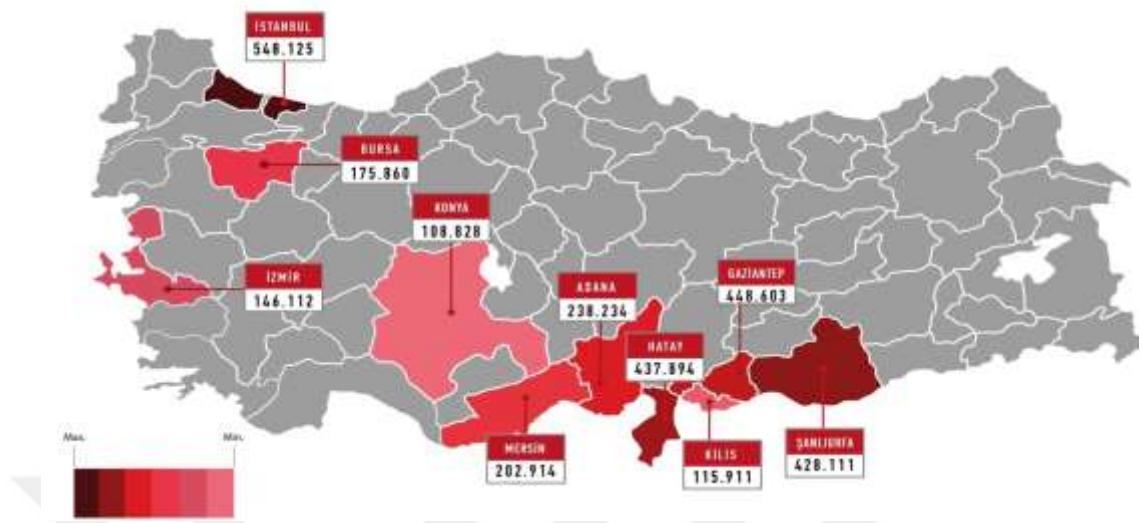 İSTANBUL
548.125
BURSA
175.860
KONYA
108.828
İZMİR
146.112
ADANA
238.234
GAZİANTEP
448.603
HATAY
437.894
MERSİN
202.914
KİLİS
115.911
ŞANLIURFA
428.111
Max.
Min.